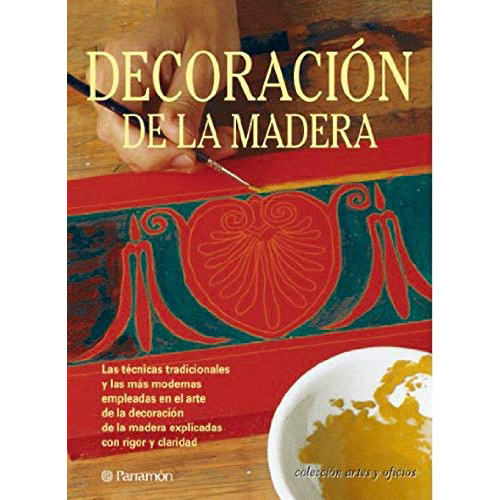 DECORACIÓN
DE LA MADERA
Las técnicas tradicionales
y las más modernas
empleadas en el arte
de la decoración
de la madera explicadas
con rigor y claridad
Parramón
colección artes y oficios